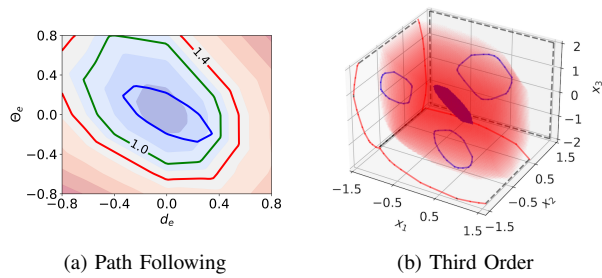 0.8
0.4
0.0
−0.4
−0.8
Θe
−0.8 −0.4 0.0 0.4 0.8
de
1.4
1.0
2
1
0
−1
−2
x3
−1.5 −0.5 0.5 1.5
x1
−1.5 0.5 1.5
x2
(a) Path Following
(b) Third Order